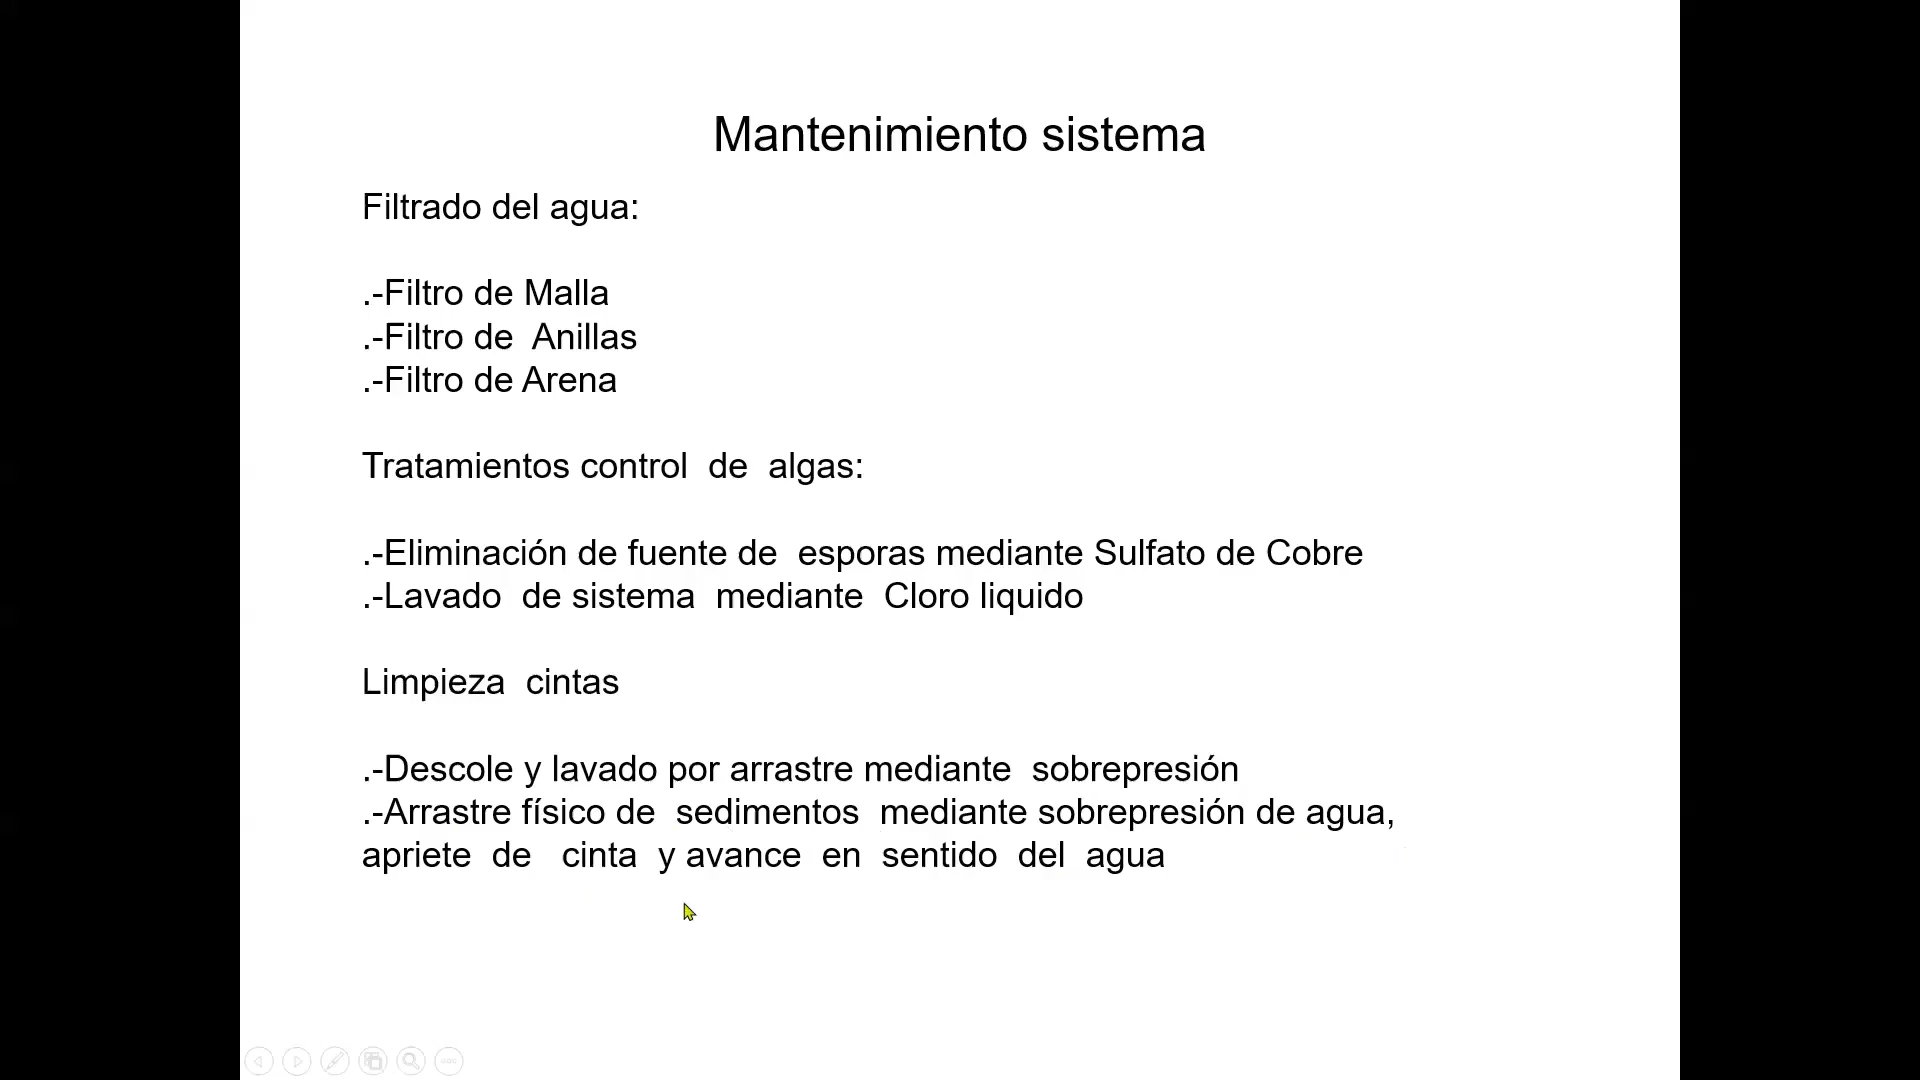 Mantenimiento sistema
Filtrado del agua:
.-Filtro de Malla
.-Filtro de  Anillas
.-Filtro de Arena
Tratamientos control  de  algas:
.-Eliminación de fuente de  esporas mediante Sulfato de Cobre
.-Lavado  de sistema  mediante  Cloro liquido
Limpieza  cintas
.-Descole y lavado por arrastre mediante  sobrepresión
.-Arrastre físico de  sedimentos  mediante sobrepresión de agua,
apriete  de   cinta  y avance  en  sentido  del  agua